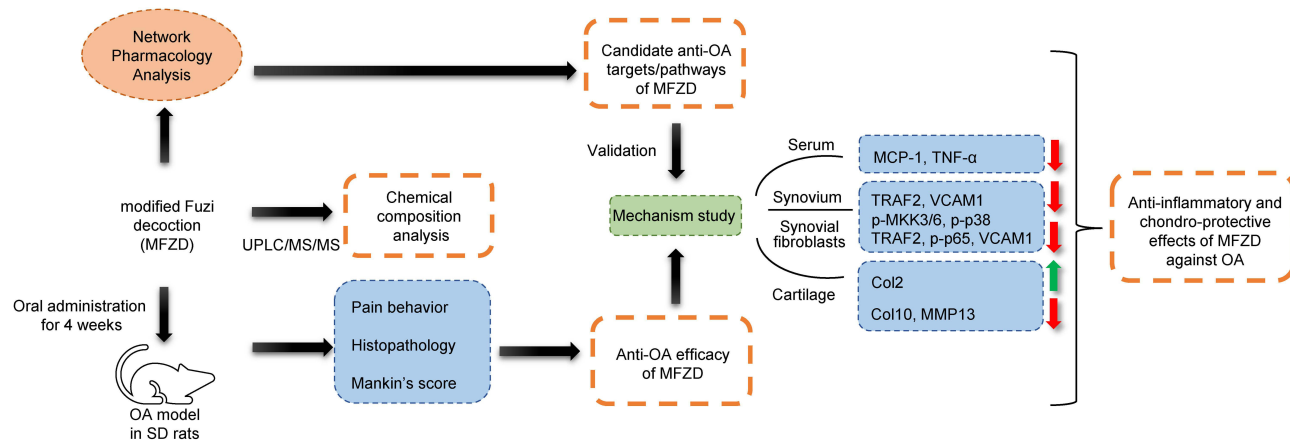 Network
Pharmacology
Analysis
Candidate anti-OA
targets/pathways
of MFZD
Validation
modified Fuzi
decoction
(MFZD)
UPLC/MS/MS
Chemical
composition
analysis
Mechanism study
Serum
MCP-1, TNF-α
Synovium
Synovial
fibroblasts
TRAF2, VCAM1
p-MKK3/6, p-p38
TRAF2, p-p65, VCAM1
Cartilage
Col2
Col10, MMP13
Anti-inflammatory and
chondro-protective
effects of MFZD
against OA
Oral administration
for 4 weeks
OA model
in SD rats
Pain behavior
Histopathology
Mankin's score
Anti-OA efficacy
of MFZD